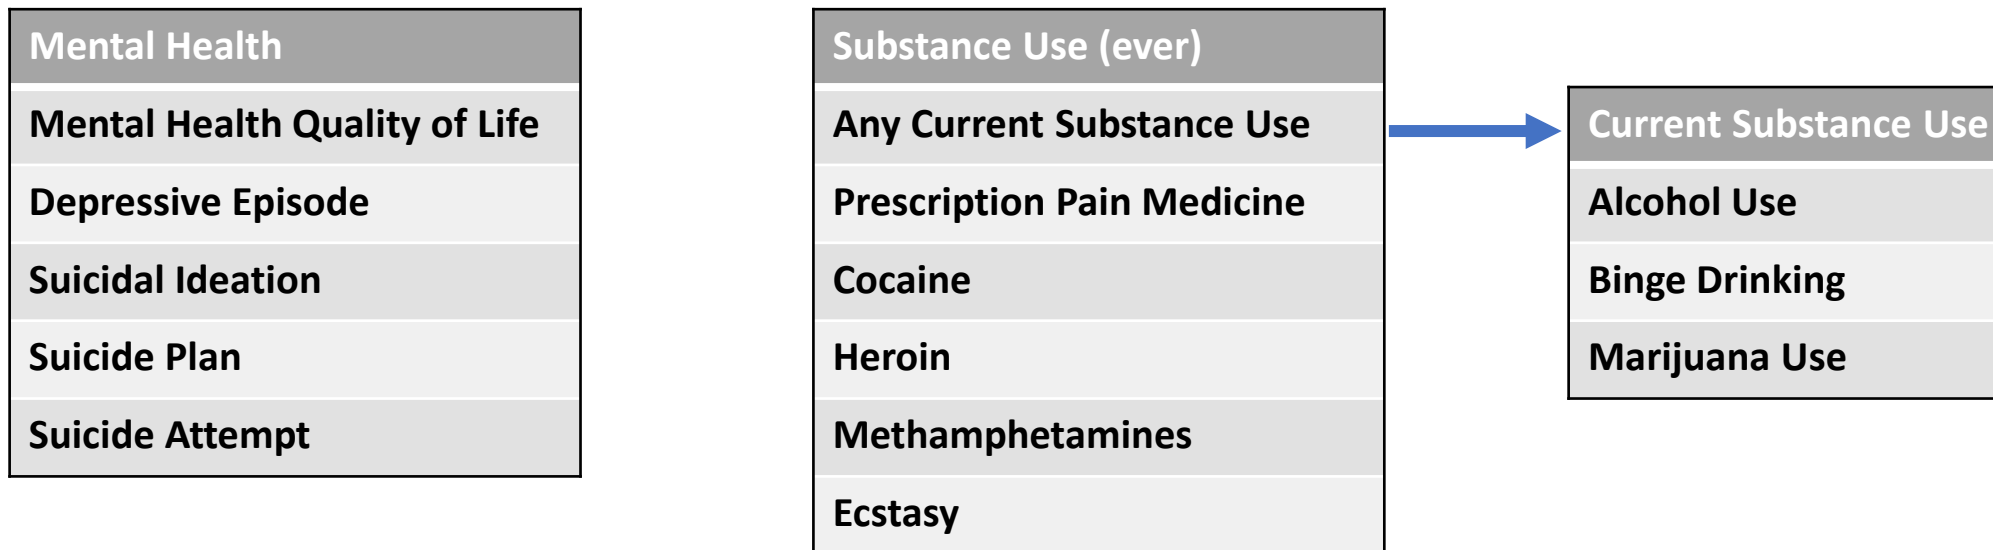 Mental Health
Mental Health Quality of Life
Depressive Episode
Suicidal Ideation
Suicide Plan
Suicide Attempt
Substance Use (ever)
Any Current Substance Use
Prescription Pain Medicine
Cocaine
Heroin
Methamphetamines
Ecstasy
Current Substance Use
Alcohol Use
Binge Drinking
Marijuana Use